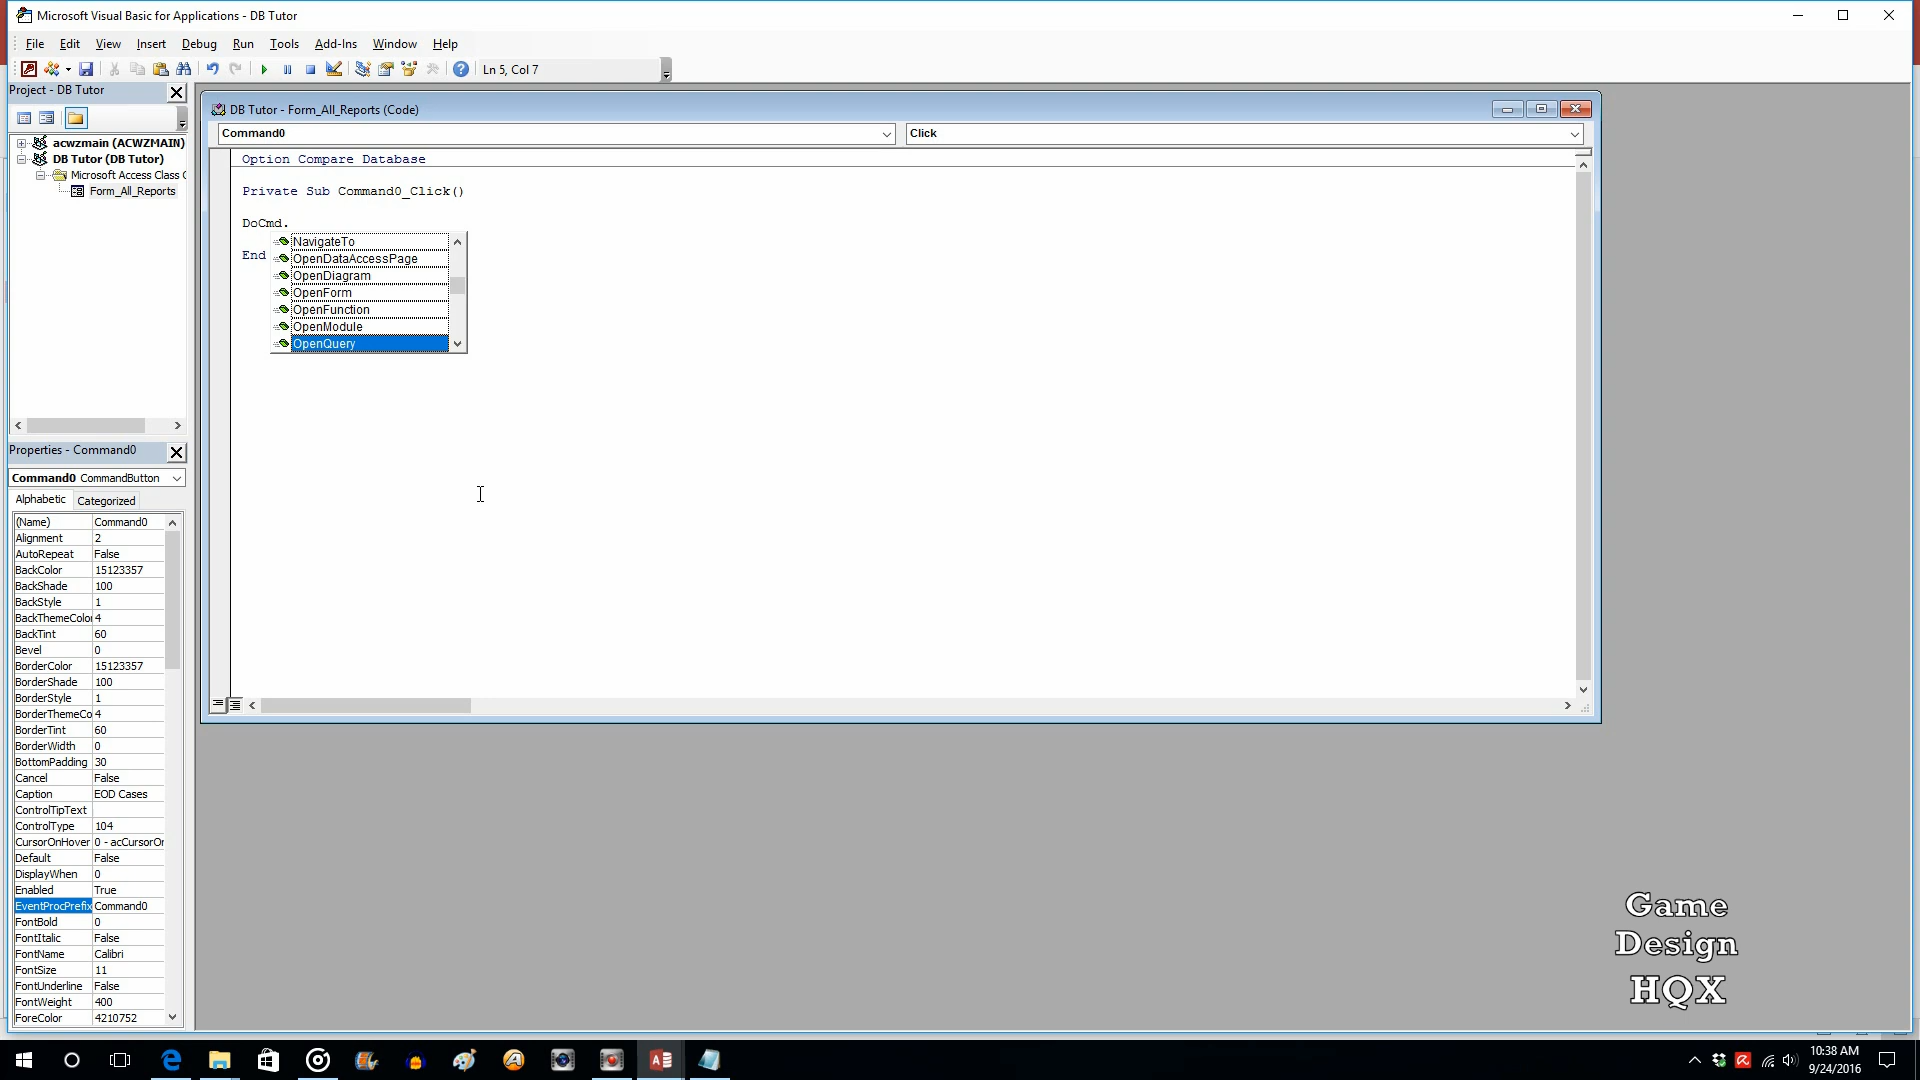 Microsoft Visual Basic for Applications - DB Tutor
File Edit View Insert Debug Run Tools Add-Ins Window Help
Ln 5, Col 7
Project - DB Tutor
acwzmain (ACWZMAIN)
DB Tutor (DB Tutor)
Microsoft Access Class
Form_All_Reports
DB Tutor - Form_All_Reports (Code)
Command0 Click
Option Compare Database
Private Sub Command0_Click()
DoCmd.
End
NavigateTo
OpenDataAccessPage
OpenDiagram
OpenForm
OpenFunction
OpenModule
OpenQuery
Properties - Command0
Command0 CommandButton
Alphabetic Categorized
(Name) Command0
Alignment 2
AutoRepeat False
BackColor 15123357
BackShade 100
BackStyle 1
BackThemeColo 4
BackTint 60
Bevel 0
BorderColor 15123357
BorderShade 100
BorderStyle 1
BorderThemeCo 4
BorderTint 60
BorderWidth 0
BottomPadding 30
Cancel False
Caption EOD Cases
ControlTipText
ControlType 104
CursorOnHover 0 - acCursorOn
Default False
DisplayWhen 0
Enabled True
EventProcPrefix Command0
FontBold 0
FontItalic False
FontName Calibri
FontSize 11
FontUnderline False
FontWeight 400
ForeColor 4210752
Game
Design
HQX
10:38 AM
9/24/2016